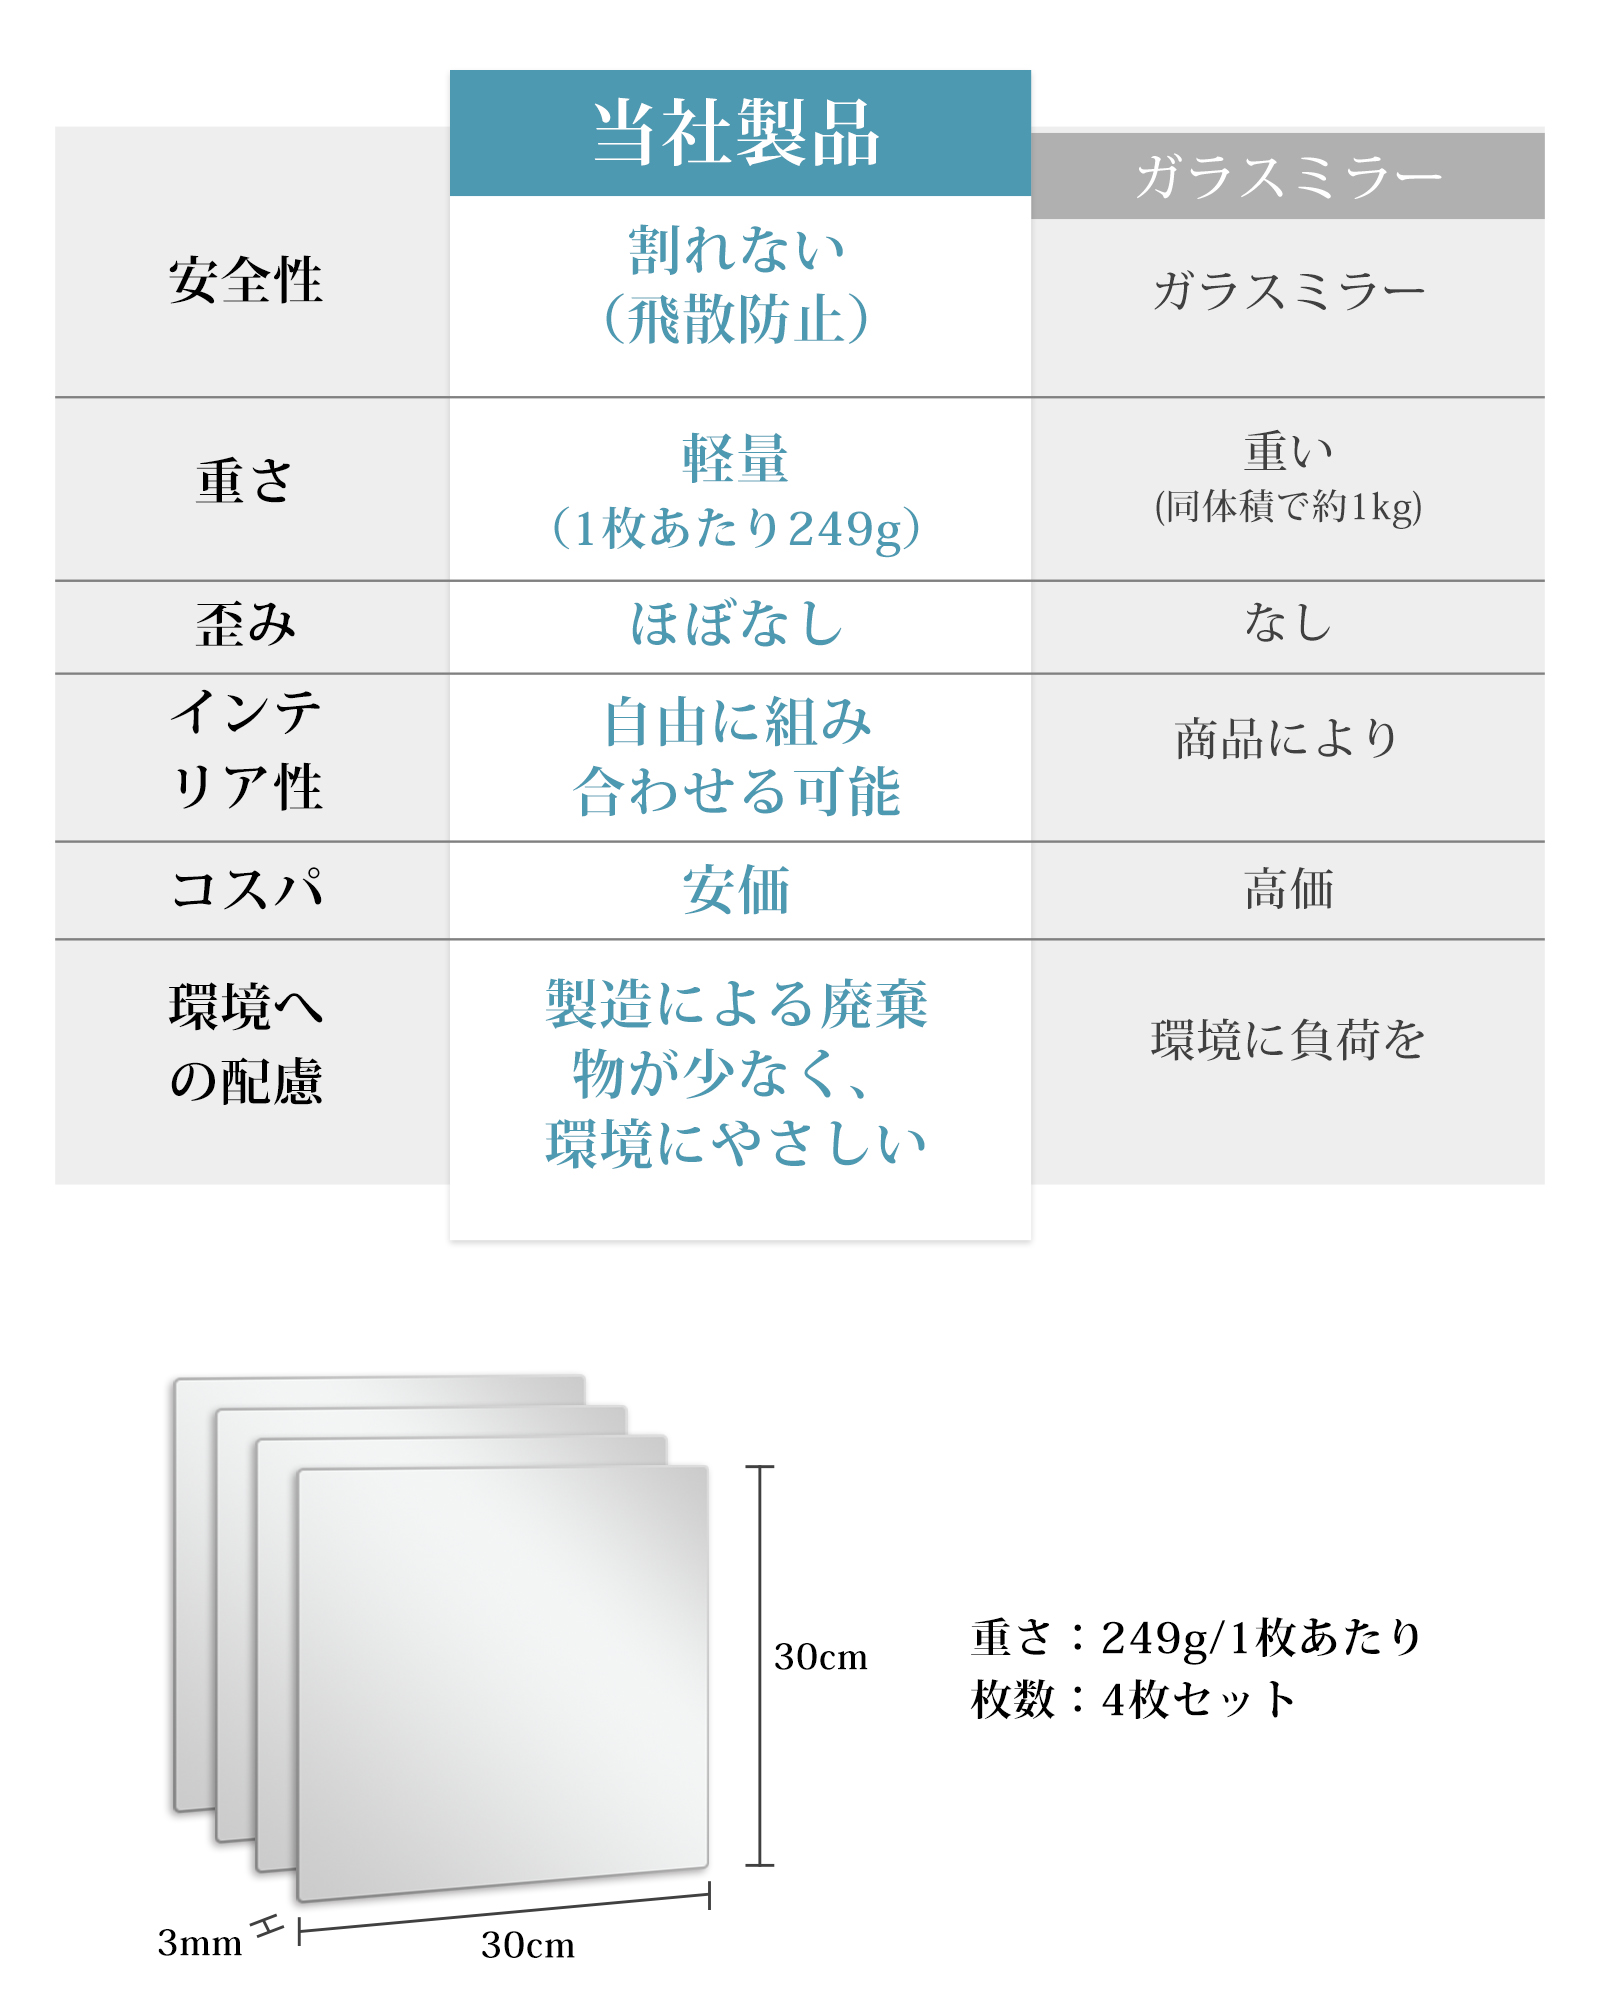 当社製品
ガラスミラー
安全性
割れない
（飛散防止）
ガラスミラー
重さ
軽量
（1枚あたり249g）
重い
(同体積で約1kg)
歪み
ほぼなし
なし
インテ
リア性
自由に組み
合わせる可能
商品により
コスパ
安価
高価
環境へ
の配慮
製造による廃棄
物が少なく、
環境にやさしい
環境に負荷を
30cm
重さ：249g/1枚あたり
枚数：4枚セット
3mm
30cm